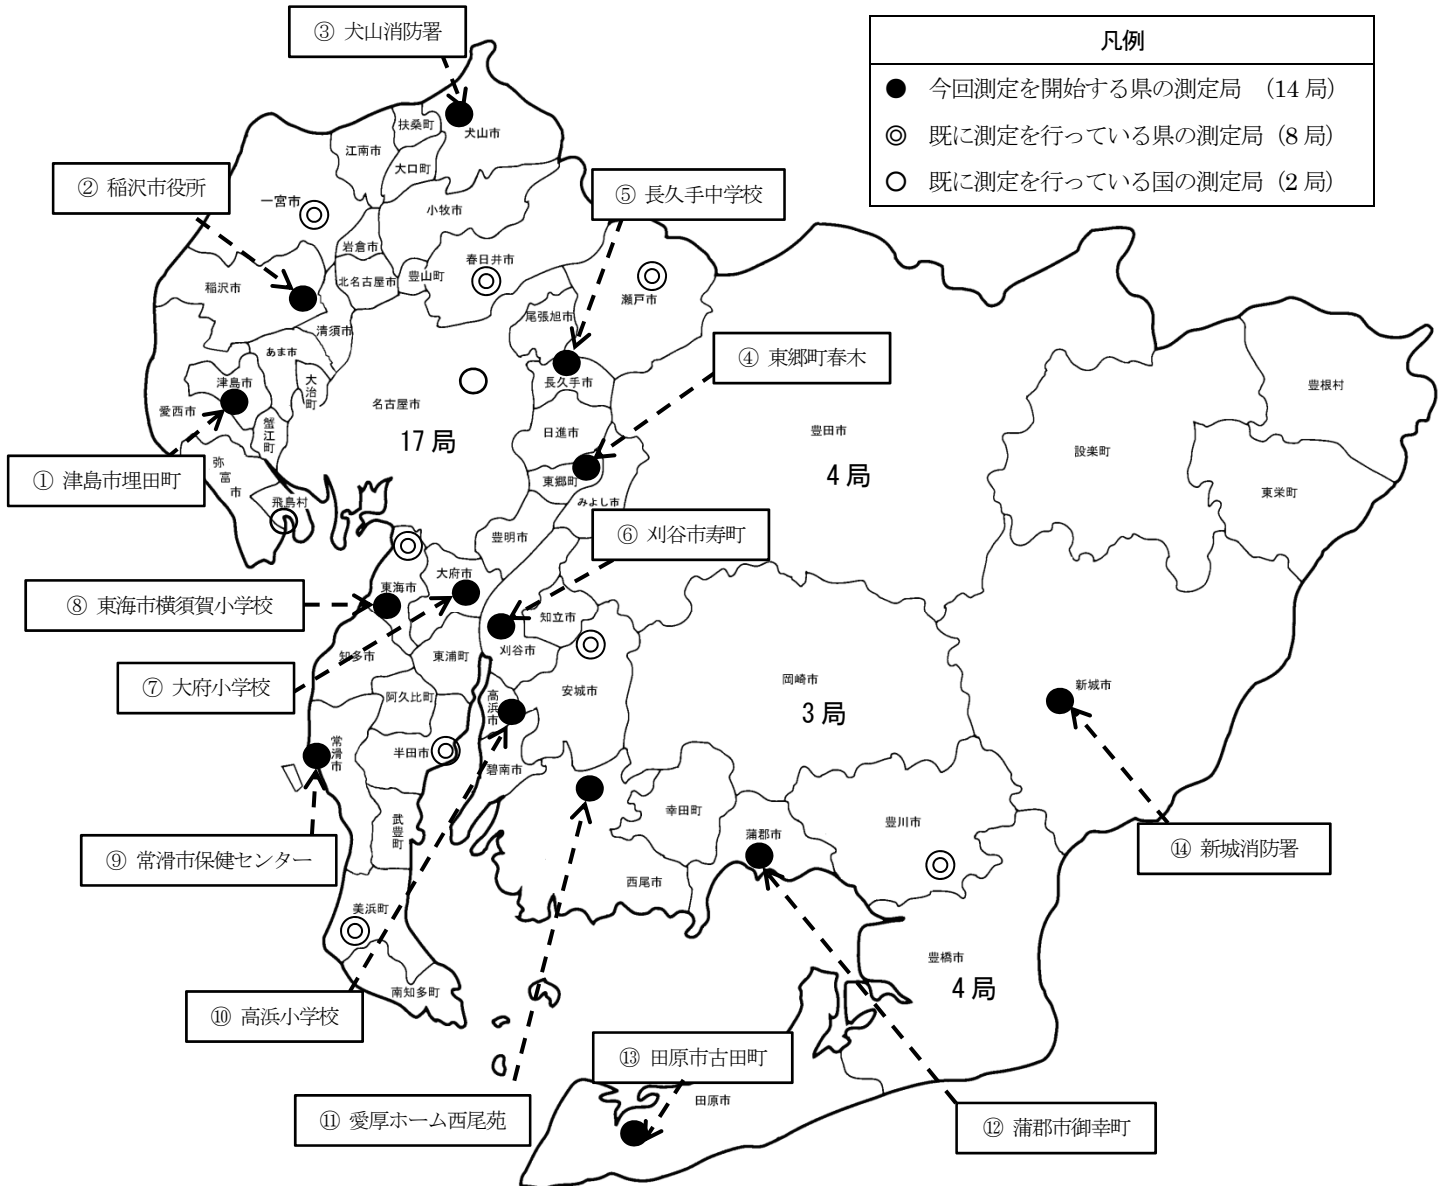 ③ 犬山消防署
凡例
● 今回測定を開始する県の測定局 （14 局）
◎ 既に測定を行っている県の測定局（8 局）
○ 既に測定を行っている国の測定局（2 局）
② 稲沢市役所
⑤ 長久手中学校
④ 東郷町春木
① 津島市埋田町
⑥ 刈谷市寿町
⑧ 東海市横須賀小学校
⑦ 大府小学校
⑨ 常滑市保健センター
⑩ 高浜小学校
⑪ 愛厚ホーム西尾苑
⑬ 田原市古田町
⑫ 蒲郡市御幸町
⑭ 新城消防署
扶桑町
犬山市
江南市
大口町
一宮市
小牧市
岩倉市
春日井市
稲沢市
北名古屋市
豊山町
瀬戸市
尾張旭市
清須市
あま市
津島市
大治町
長久手市
愛西市
名古屋市
17 局
蟹江町
日進市
豊田市
4 局
設楽町
豊根村
東栄町
弥富市
飛島村
東郷町
みよし市
豊明市
大府市
東海市
知立市
刈谷市
知多市
東浦町
阿久比町
高浜市
安城市
岡崎市
3 局
新城市
常滑市
半田市
碧南市
武豊町
幸田町
蒲郡市
豊川市
西尾市
美浜町
南知多町
豊橋市
4 局
田原市